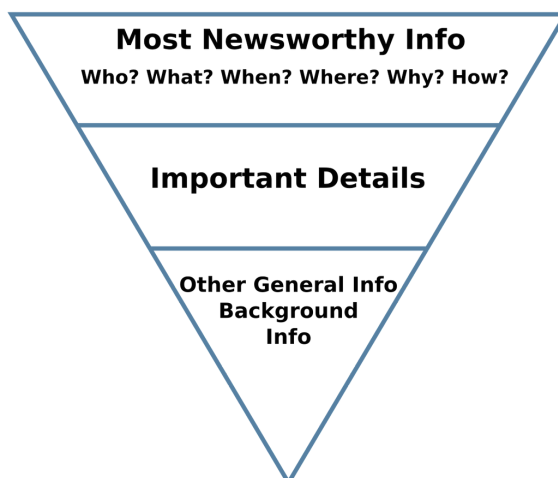 Most Newsworthy Info
Who? What? When? Where? Why? How?
Important Details
Other General Info
Background
Info